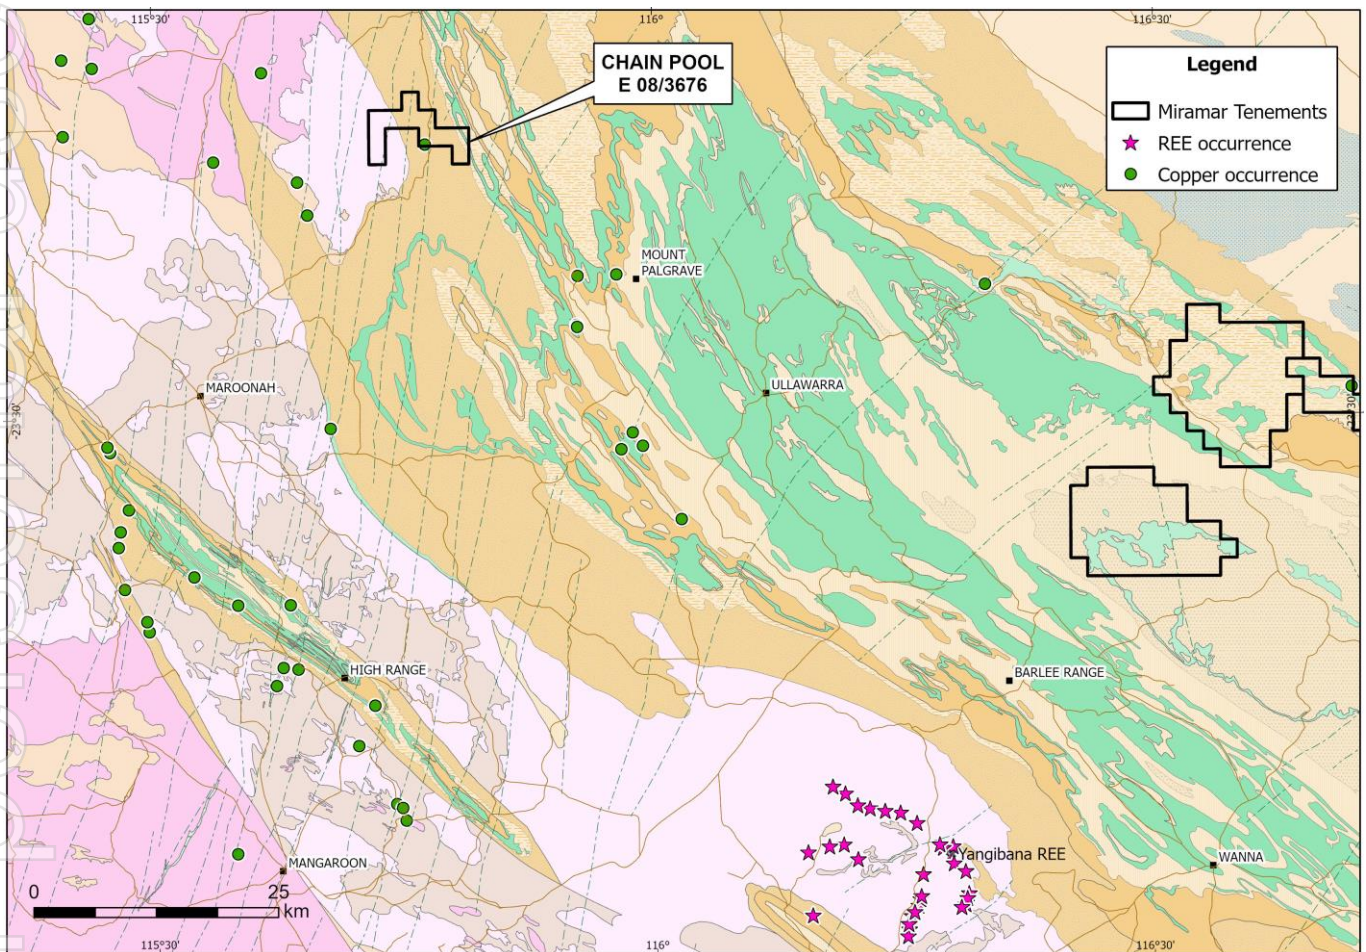 115°30'
116°
116°30'
CHAIN POOL
E 08/3676
Legend
Miramar Tenements
REE occurrence
Copper occurrence
MOUNT
PALGRAVE
MAROONAH
ULLAWARRA
-23°30'
HIGH RANGE
BARLEE RANGE
Yangibana REE
MANGAROON
WANNA
0
25
km
115°30'
116°
116°30'